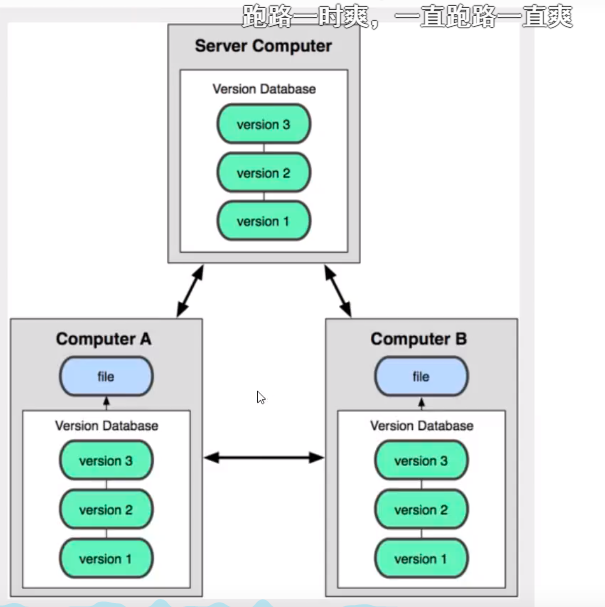 跑路一时爽，一直跑路一直爽
Server Computer
Version Database
version 3
version 2
version 1
Computer A
file
Version Database
version 3
version 2
version 1
Computer B
file
Version Database
version 3
version 2
version 1